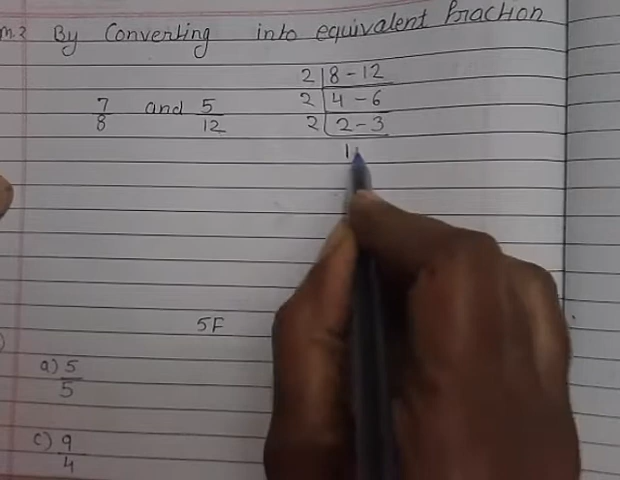 m.2 By Converting into equivalent Fraction
7/8 and 5/12
2 | 8 - 12
2 | 4 - 6
2 | 2 - 3
1
5F
a) 5/5
c) 9/4